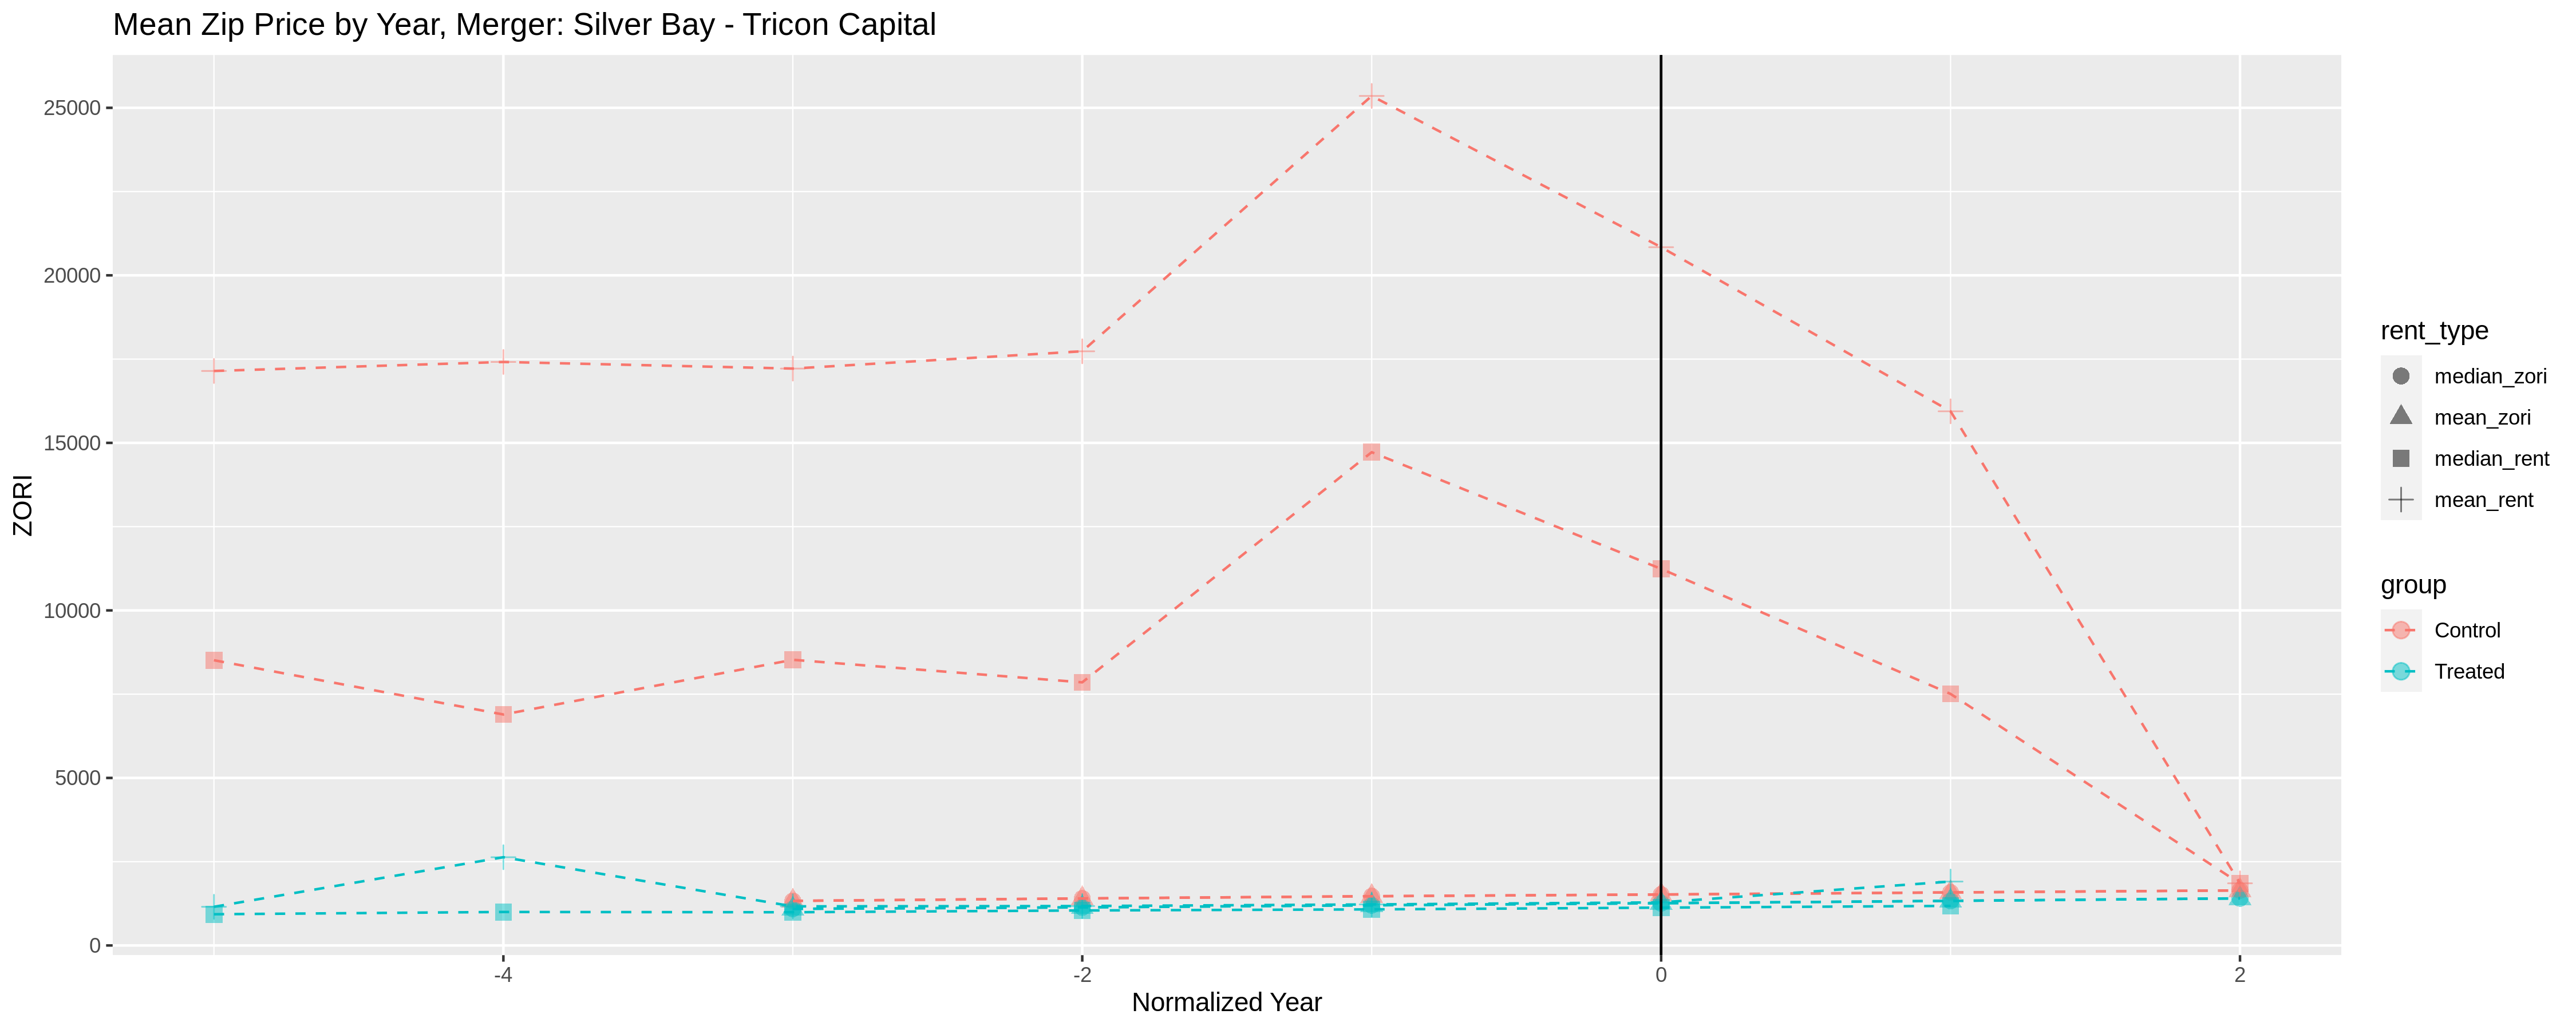 Mean Zip Price by Year, Merger: Silver Bay - Tricon Capital
25000
20000
15000
10000
5000
0
ZORI
-4
-2
0
2
Normalized Year
rent_type
median_zori
mean_zori
median_rent
mean_rent
group
Control
Treated